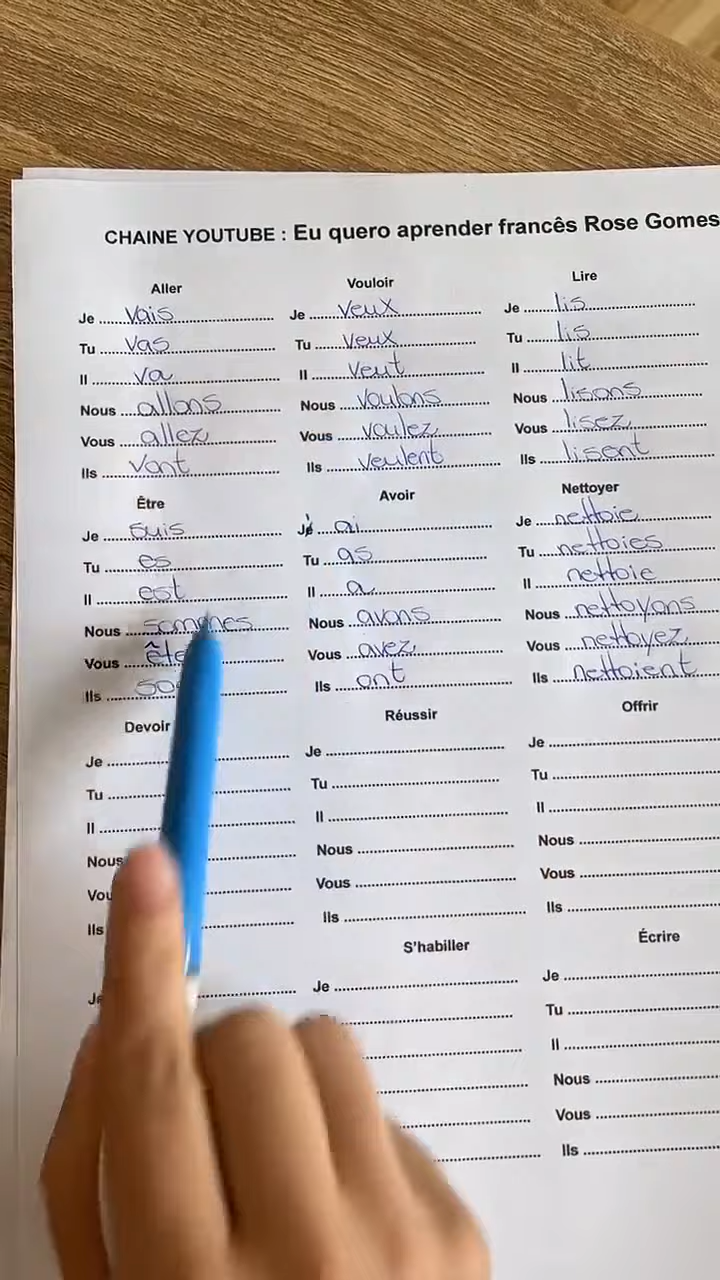 CHAINE YOUTUBE : Eu quero aprender francês Rose Gomes
Aller
Je vais
Tu vas
Il va
Nous allons
Vous allez
Ils vont
Vouloir
Je veux
Tu veux
Il veut
Nous voulons
Vous voulez
Ils veulent
Lire
Je lis
Tu lis
Il lit
Nous lisons
Vous lisez
Ils lisent
Être
Je suis
Tu es
Il est
Nous sommes
Vous
Ils
Avoir
J' ai
Tu as
Il a
Nous avons
Vous avez
Ils ont
Nettoyer
Je nettoie
Tu nettoies
Il nettoie
Nous nettoyons
Vous nettoyez
Ils nettoient
Devoir
Je
Tu
Il
Nous
Ils
Réussir
Je
Tu
Il
Nous
Vous
Ils
Offrir
Je
Tu
Il
Nous
Vous
Ils
S'habiller
Je
Écrire
Je
Tu
Il
Nous
Vous
Ils